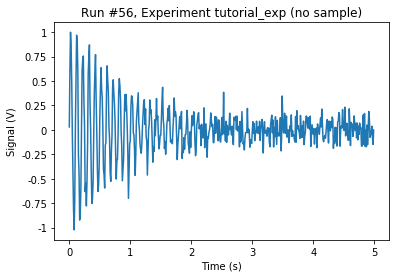 Run #56, Experiment tutorial_exp (no sample)
Signal (V)
1
0.75
0.5
0.25
0
-0.25
-0.5
-0.75
-1
0 1 2 3 4 5
Time (s)